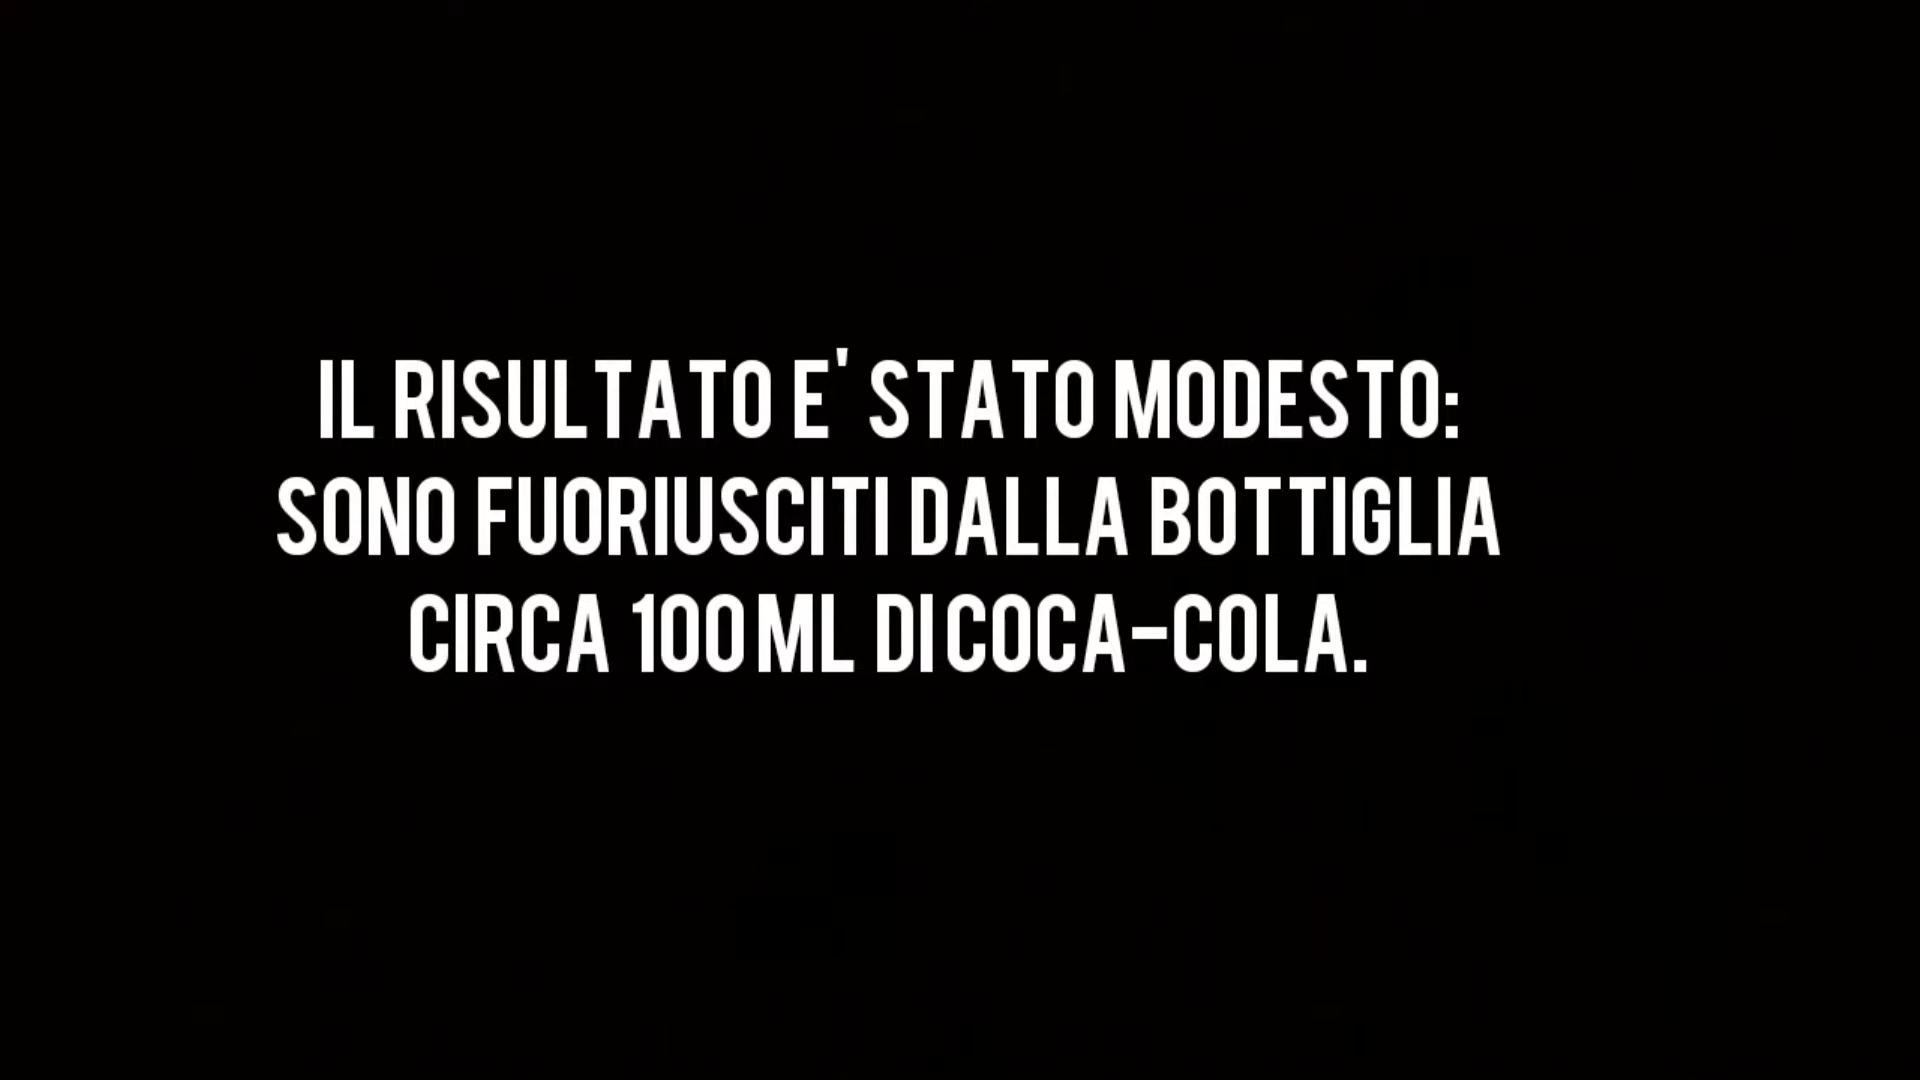 IL RISULTATO E' STATO MODESTO:
SONO FUORIUSCITI DALLA BOTTIGLIA
CIRCA 100 ML DI COCA-COLA.